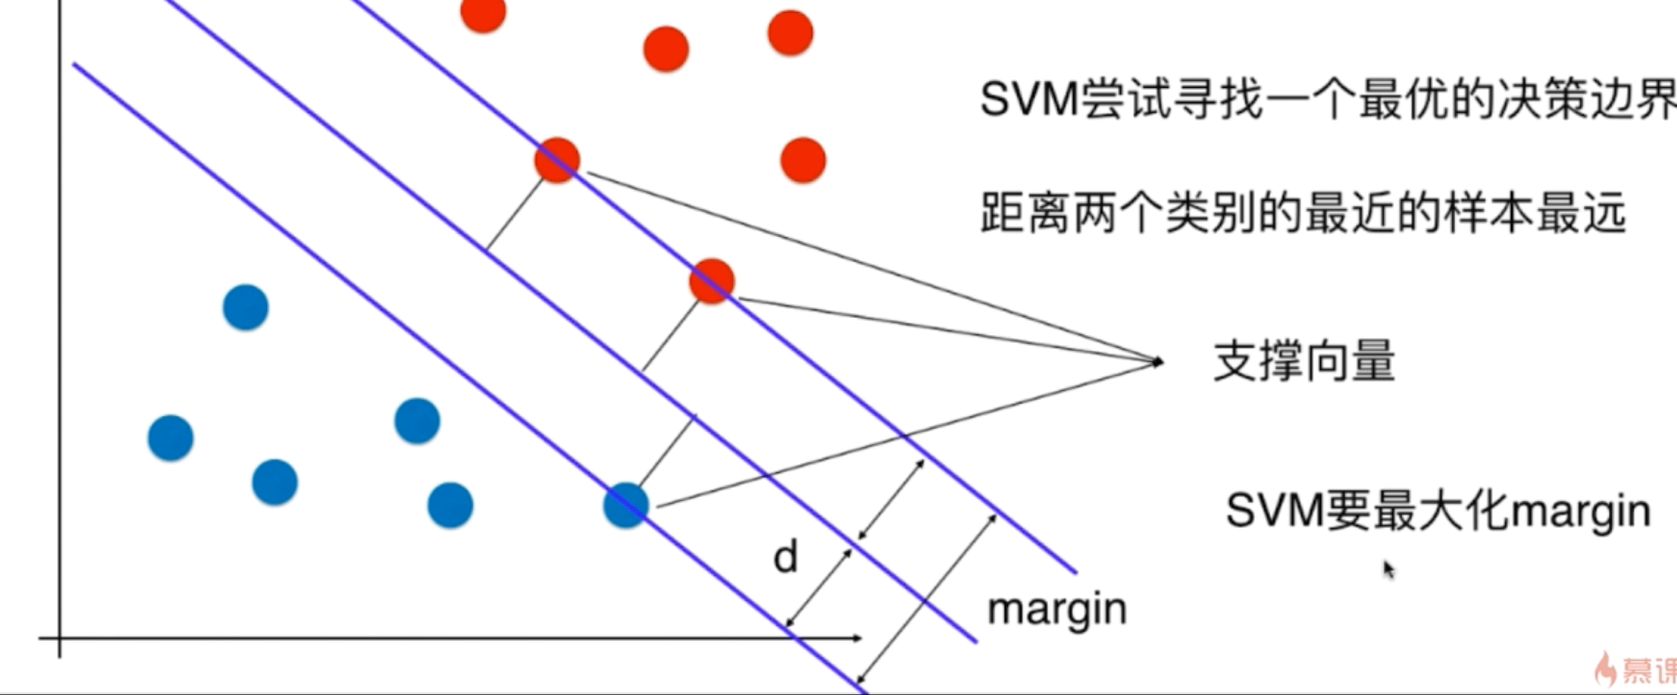 SVM尝试寻找一个最优的决策边界
距离两个类别的最近的样本最远
支撑向量
SVM要最大化margin
d
margin
慕课